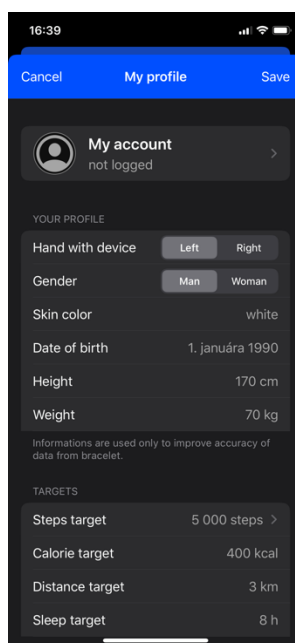 16:39
Cancel My profile Save
My account
not logged
YOUR PROFILE
Hand with device Left Right
Gender Man Woman
Skin color white
Date of birth 1. januára 1990
Height 170 cm
Weight 70 kg
Informations are used only to improve accuracy of
data from bracelet.
TARGETS
Steps target 5 000 steps
Calorie target 400 kcal
Distance target 3 km
Sleep target 8 h